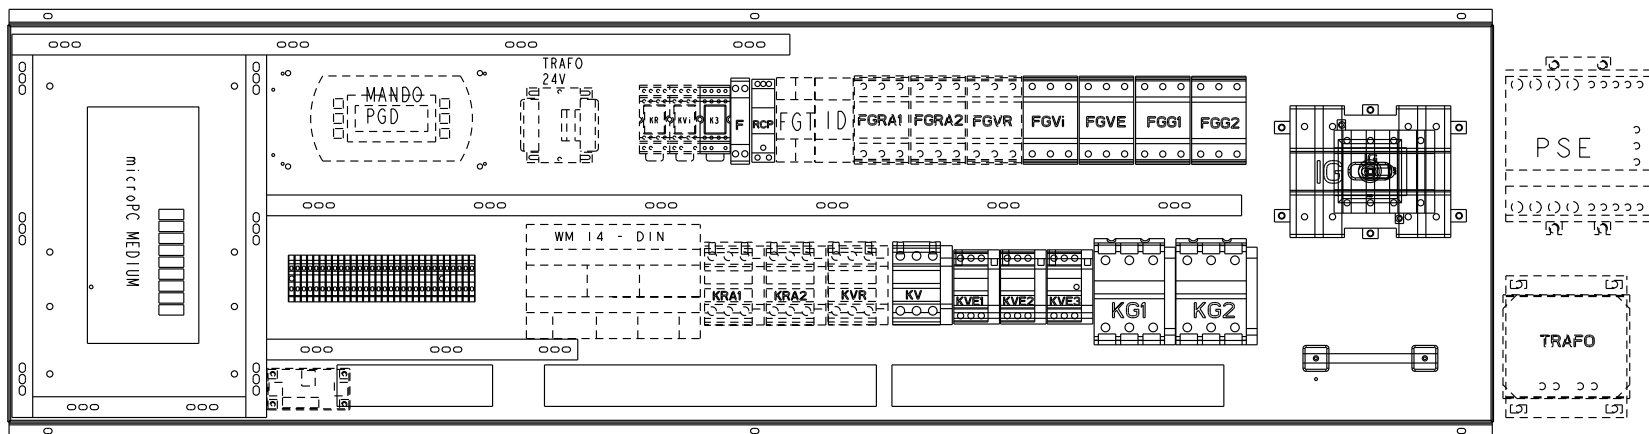 TRAFO
24V
MANDO
PGD
KR
KVi
K3
F
RCP
FGT
ID
FGRA1
FGRA2
FGVR
FGVi
FGVE
FGG1
FGG2
IG
PSE
microPC MEDIUM
WM 14 - DIN
KRA1
KRA2
KVR
KV
KVE1
KVE2
KVE3
KG1
KG2
TRAFO